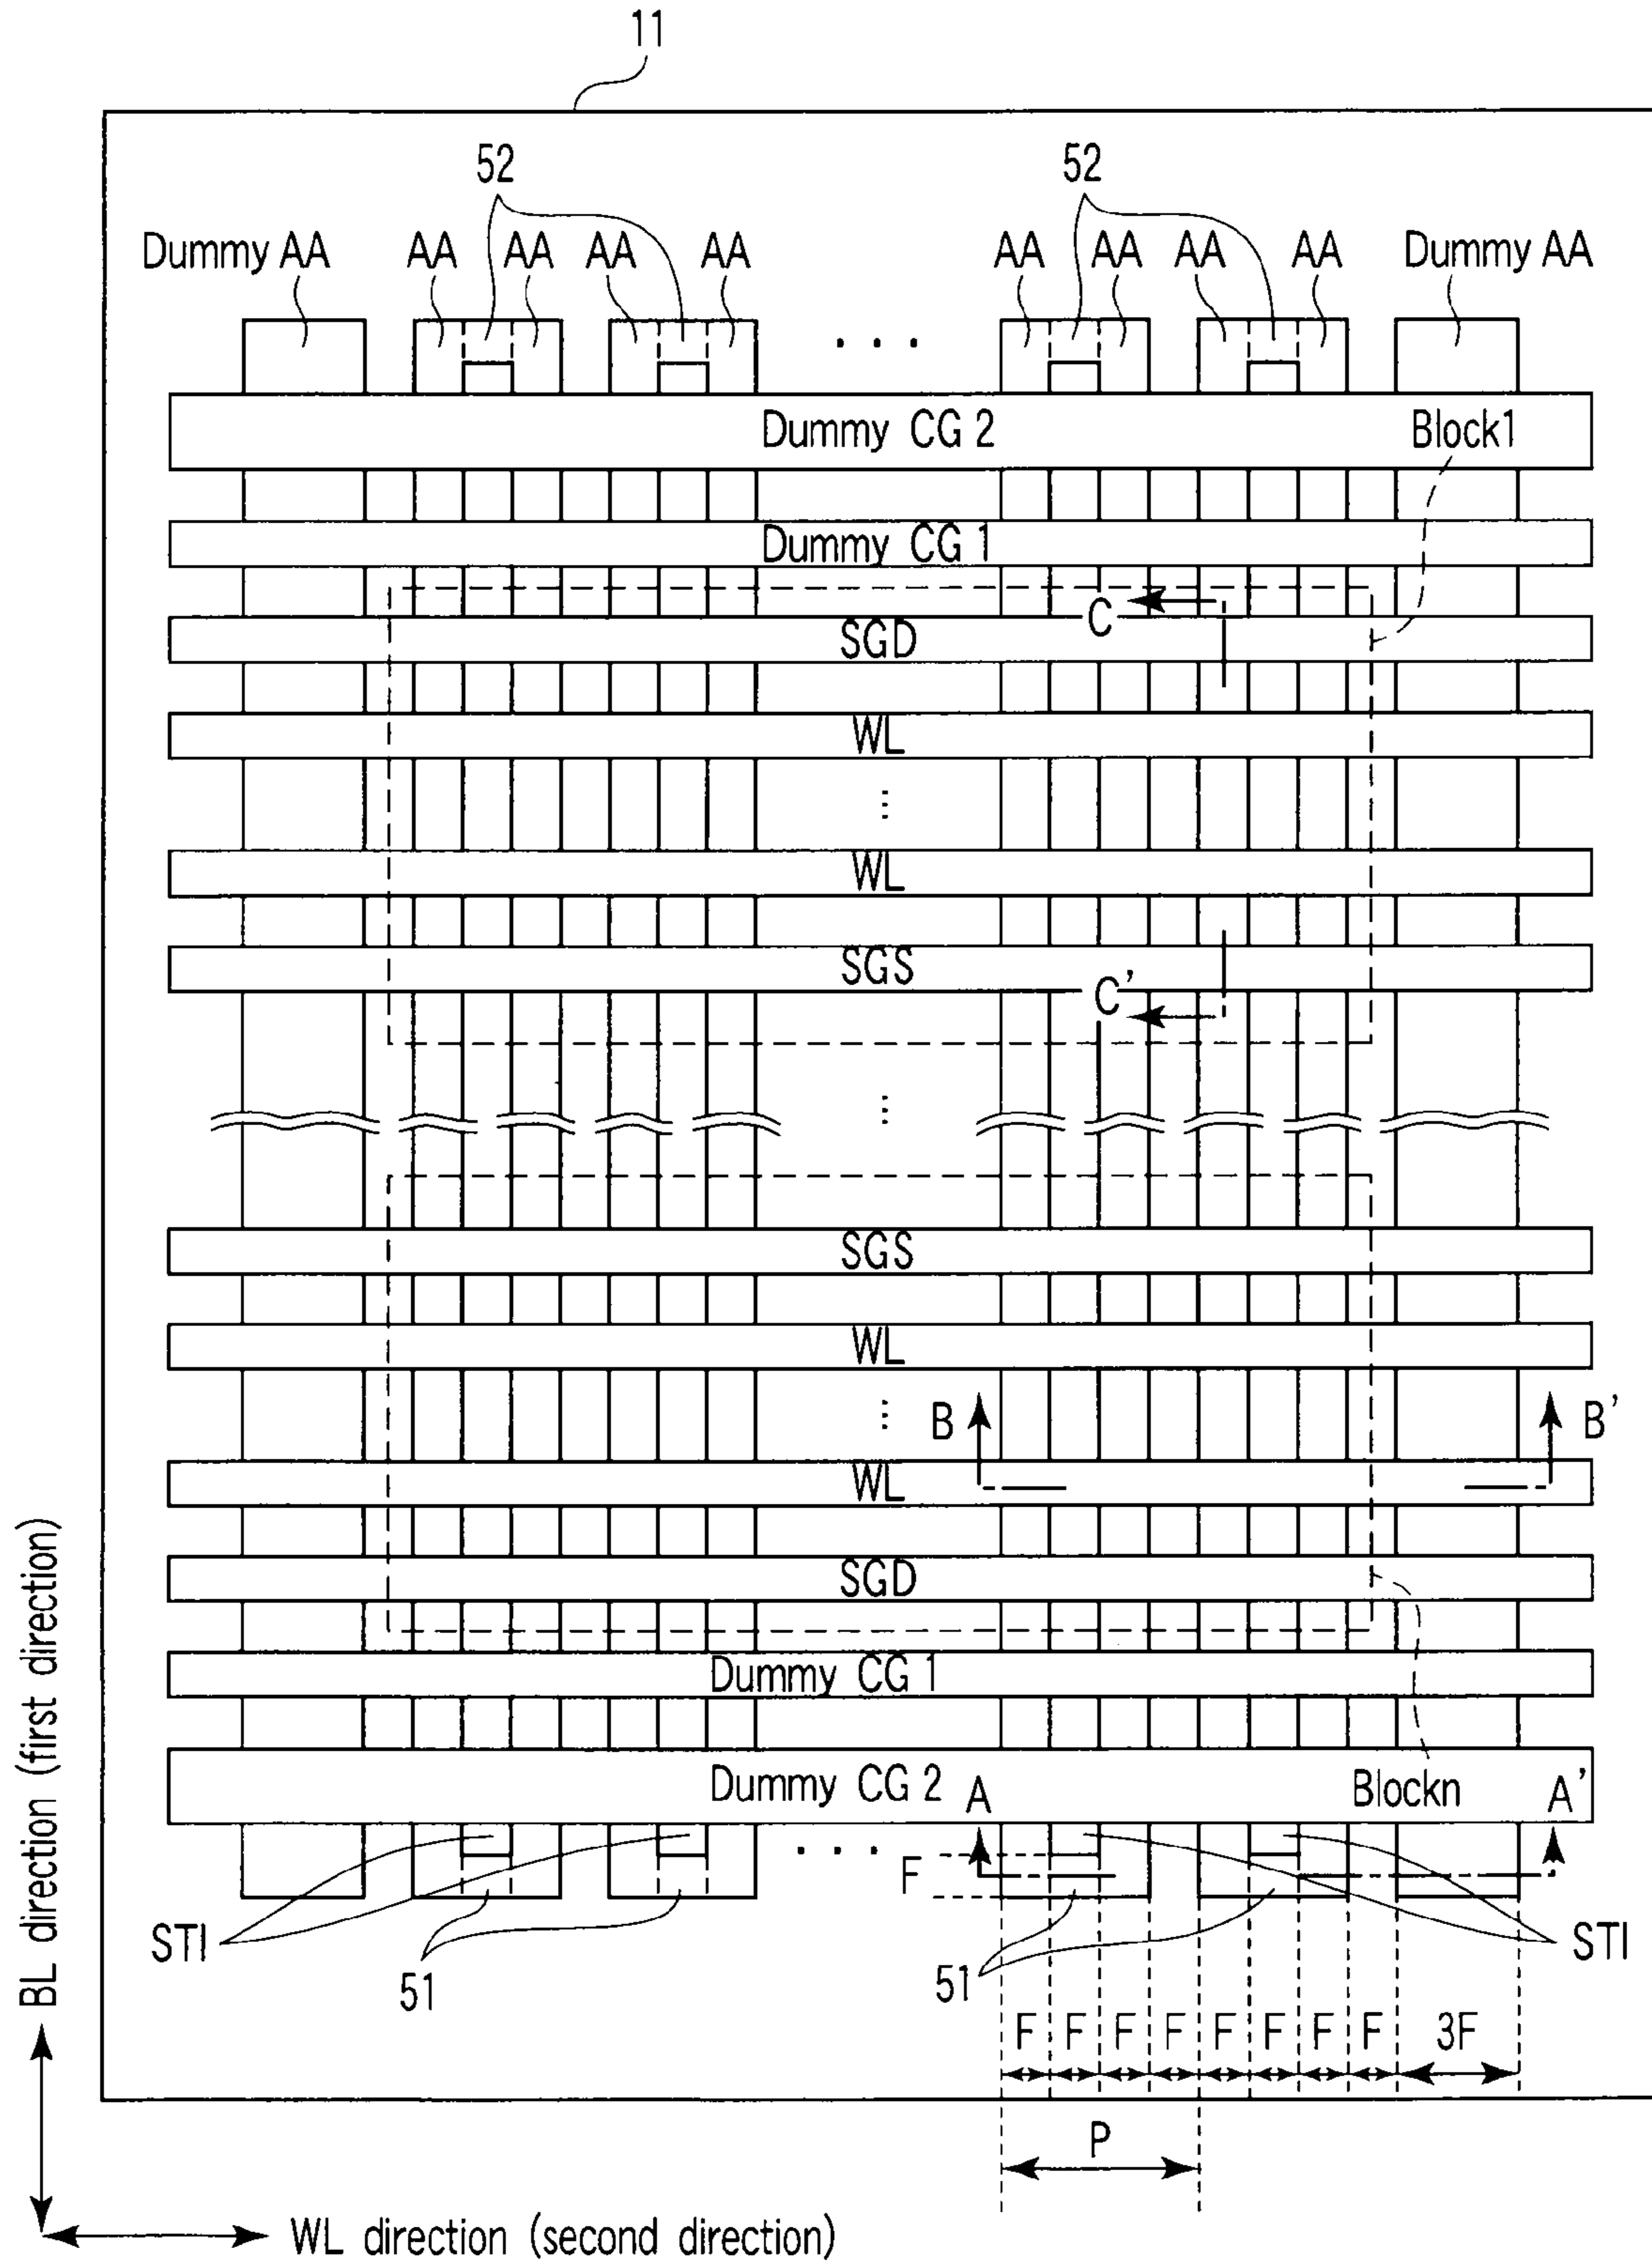 11
52 52
Dummy AA AA AA AA AA AA AA AA AA Dummy AA
. . .
Dummy CG 2 Block1
Dummy CG 1
C
SGD
WL
...
WL
SGS
C'
...
SGS
WL
B ... B'
WL
SGD
Dummy CG 1
Dummy CG 2 A Blockn A'
. . .
F
STI 51 51 STI
F F F F F F F F 3F
P
BL direction (first direction)
WL direction (second direction)